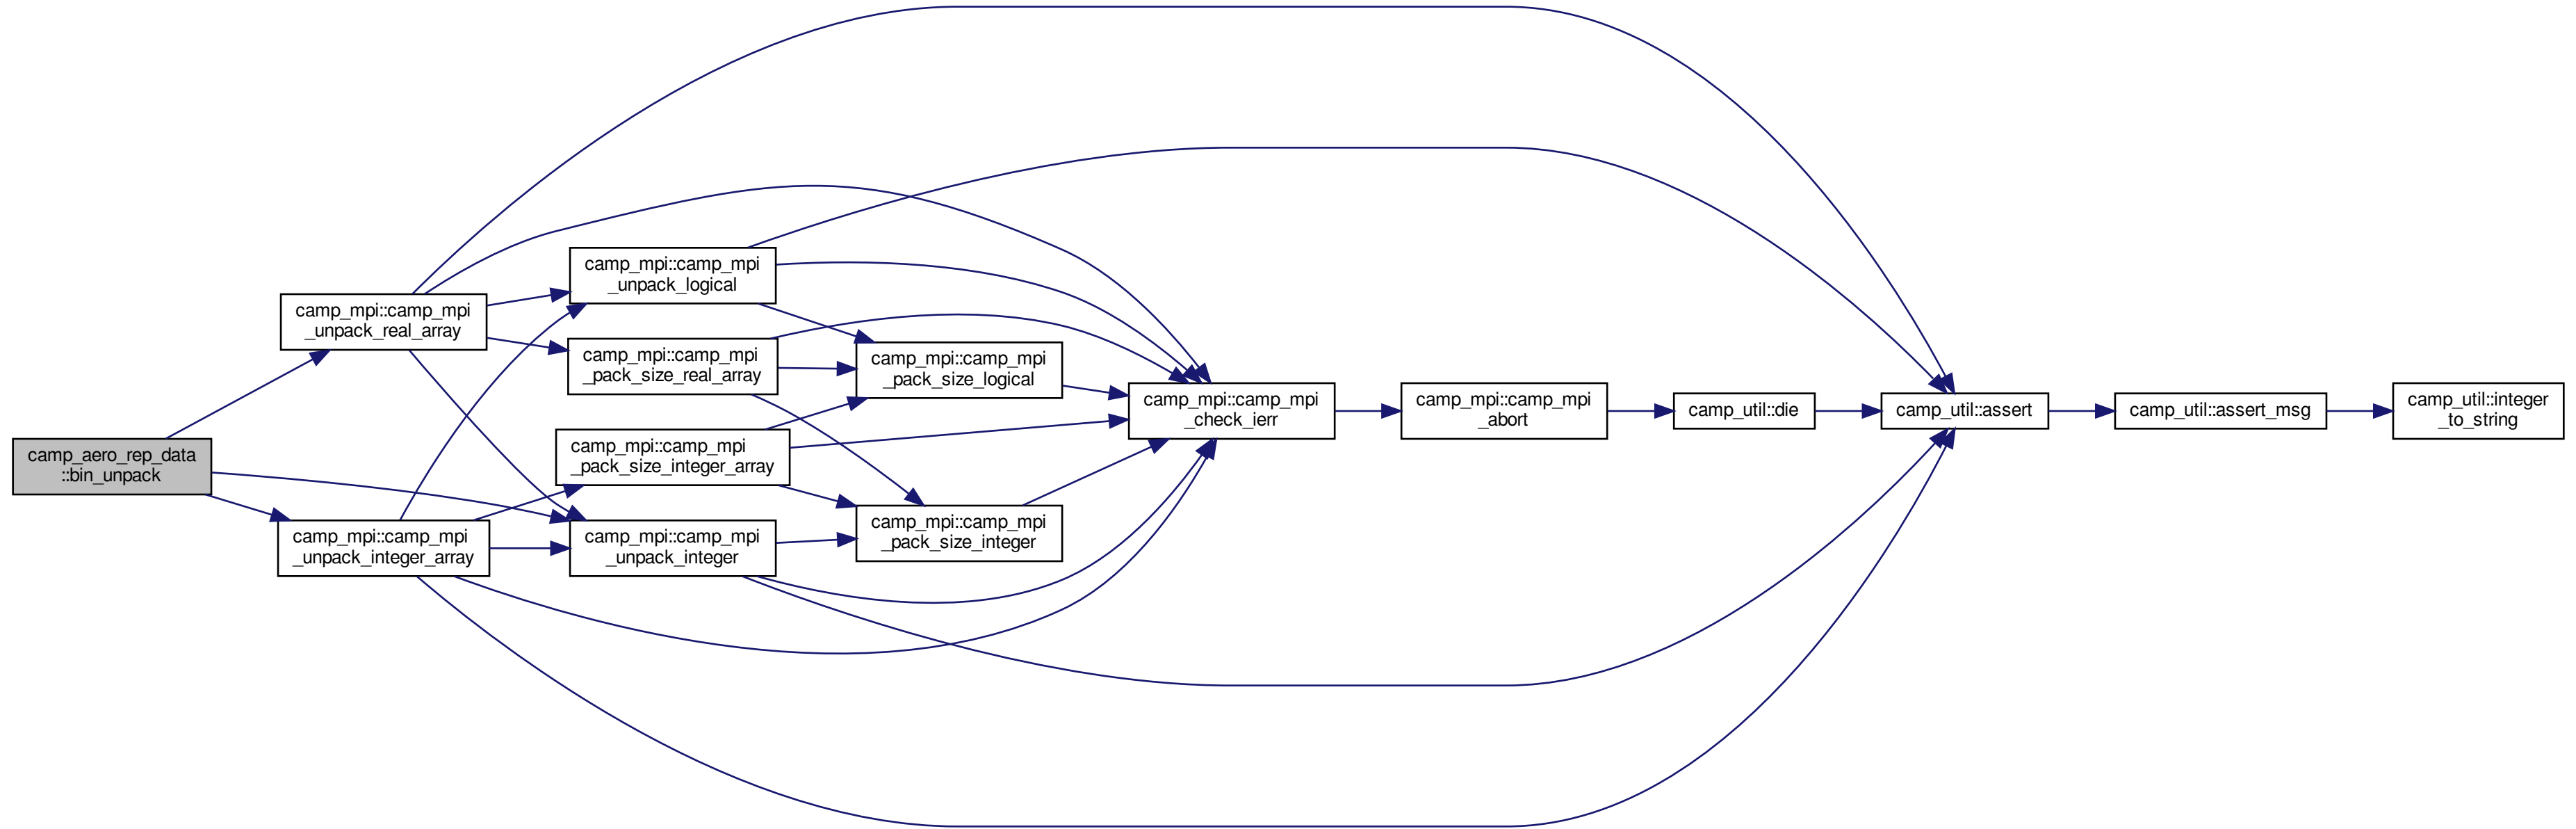 camp_aero_rep_data
::bin_unpack
camp_mpi::camp_mpi
_unpack_real_array
camp_mpi::camp_mpi
_unpack_integer_array
camp_mpi::camp_mpi
_unpack_logical
camp_mpi::camp_mpi
_pack_size_real_array
camp_mpi::camp_mpi
_pack_size_integer_array
camp_mpi::camp_mpi
_unpack_integer
camp_mpi::camp_mpi
_pack_size_logical
camp_mpi::camp_mpi
_pack_size_integer
camp_mpi::camp_mpi
_check_ierr
camp_mpi::camp_mpi
_abort
camp_util::die
camp_util::assert
camp_util::assert_msg
camp_util::integer
_to_string